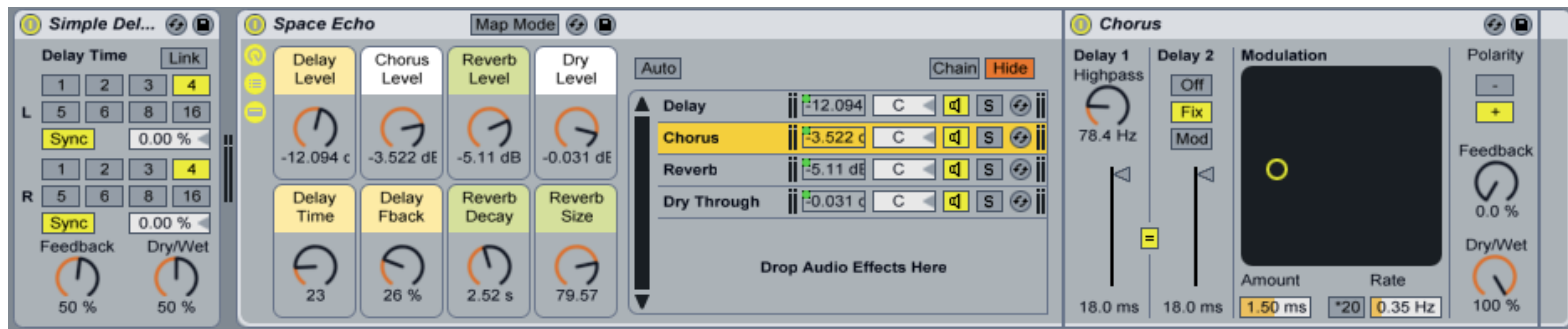 Simple Del...
Delay Time
Link
1 2 3 4
L 5 6 8 16
Sync 0.00 %
1 2 3 4
R 5 6 8 16
Sync 0.00 %
Feedback Dry/Wet
50 % 50 %
Space Echo
Map Mode
Delay Level
Chorus Level
Reverb Level
Dry Level
-12.094 c -3.522 dE -5.11 dB -0.031 dE
Delay Time
Delay Fback
Reverb Decay
Reverb Size
23 26 % 2.52 s 79.57
Auto Chain Hide
Delay -12.094 C S
Chorus -3.522 d C S
Reverb -5.11 dE C S
Dry Through -0.031 d C S
Drop Audio Effects Here
Chorus
Delay 1
Highpass
78.4 Hz
18.0 ms
Delay 2
Off
Fix
Mod
=
18.0 ms
Modulation
Amount Rate
1.50 ms *20 0.35 Hz
Polarity
-
+
Feedback
0.0 %
Dry/Wet
100 %